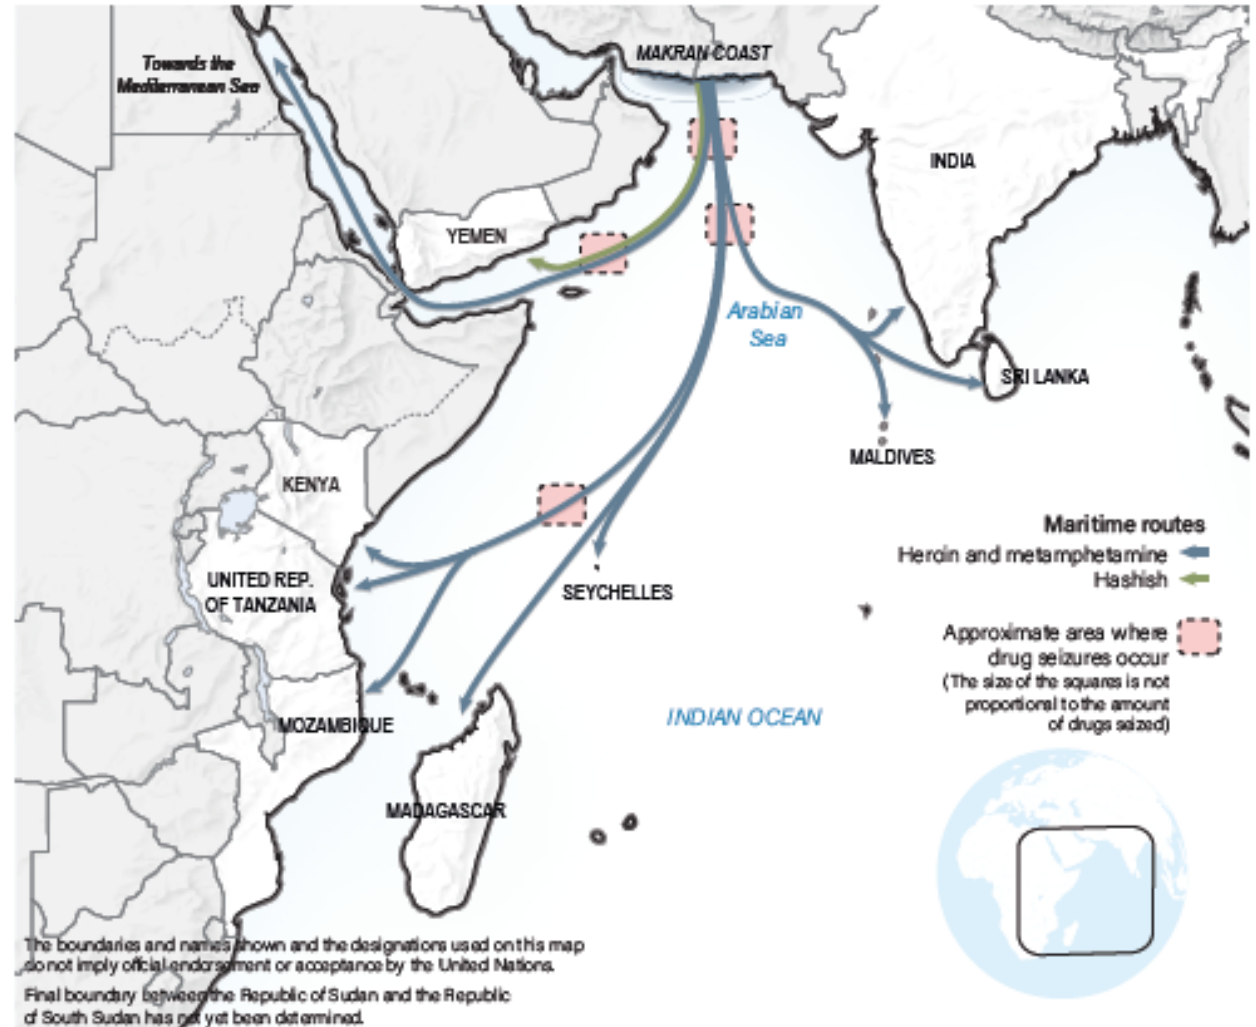 MAKRAN COAST
Towards the
Mediterranean Sea
INDIA
YEMEN
Arabian
Sea
SRI LANKA
MALDIVES
KENYA
UNITED REP.
OF TANZANIA
SEYCHELLES
MOZAMBIQUE
MADAGASCAR
INDIAN OCEAN
Maritime routes
Heroin and metamphetamine
Hashish
Approximate area where
drug seizures occur
(The size of the squares is not
proportional to the amount
of drugs seized)
The boundaries and names shown and the designations used on this map
do not imply official endorsement or acceptance by the United Nations.
Final boundary between the Republic of Sudan and the Republic
of South Sudan has not yet been determined.